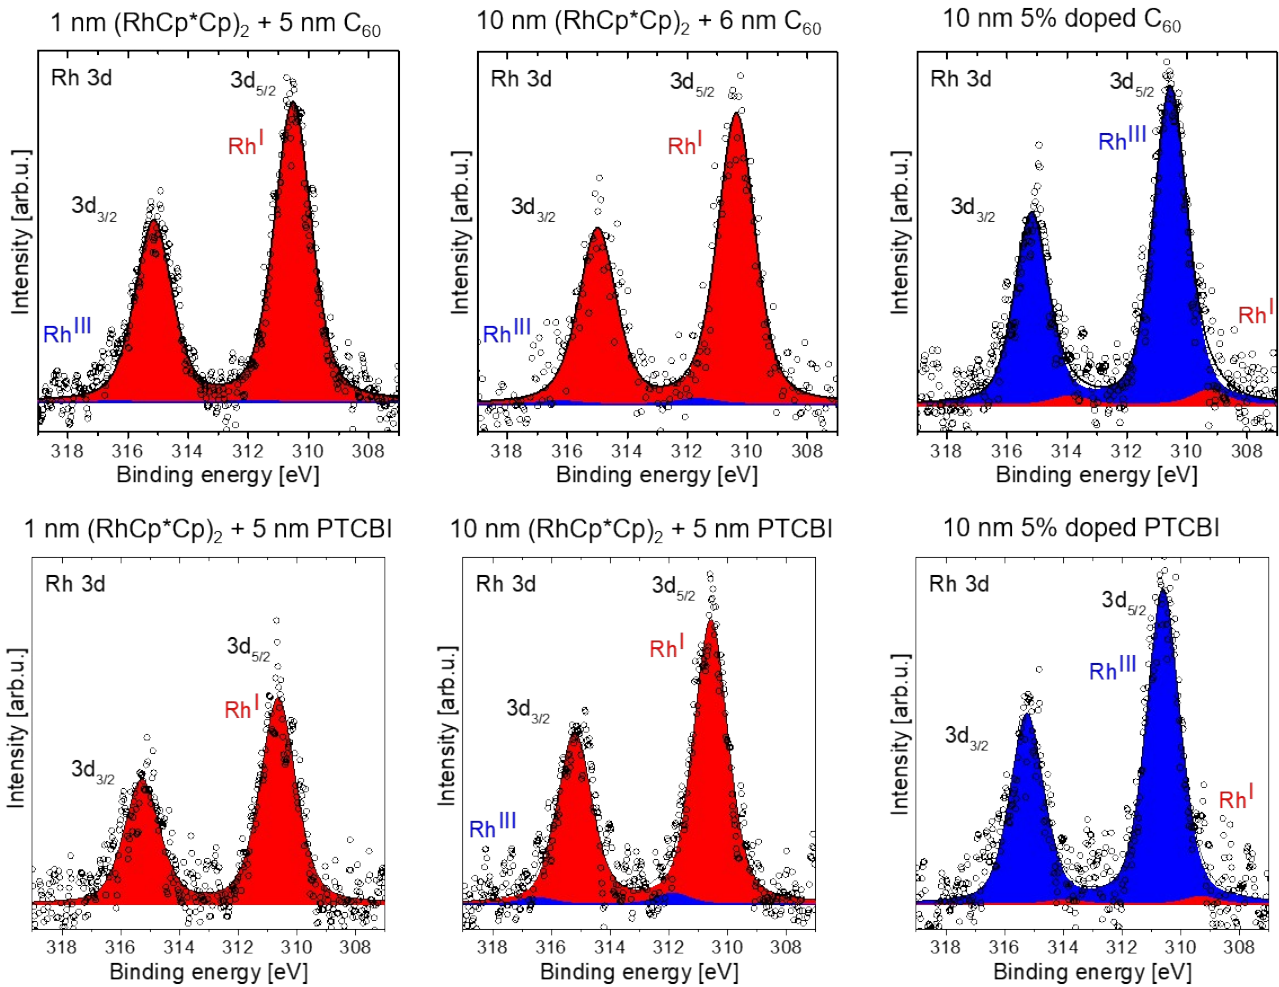 1 nm (RhCp*Cp)₂ + 5 nm C₆₀
Rh 3d
3d₅/₂
Rhᴵ
3d₃/₂
Rhᴵᴵᴵ
Intensity [arb.u.]
318 316 314 312 310 308
Binding energy [eV]
10 nm (RhCp*Cp)₂ + 6 nm C₆₀
Rh 3d
3d₅/₂
Rhᴵ
3d₃/₂
Rhᴵᴵᴵ
Intensity [arb.u.]
318 316 314 312 310 308
Binding energy [eV]
10 nm 5% doped C₆₀
Rh 3d
3d₅/₂
Rhᴵᴵᴵ
3d₃/₂
Rhᴵ
Intensity [arb.u.]
318 316 314 312 310 308
Binding energy [eV]
1 nm (RhCp*Cp)₂ + 5 nm PTCBI
Rh 3d
3d₅/₂
Rhᴵ
3d₃/₂
Intensity [arb.u.]
318 316 314 312 310 308
Binding energy [eV]
10 nm (RhCp*Cp)₂ + 5 nm PTCBI
Rh 3d
3d₅/₂
Rhᴵ
3d₃/₂
Rhᴵᴵᴵ
Intensity [arb.u.]
318 316 314 312 310 308
Binding energy [eV]
10 nm 5% doped PTCBI
Rh 3d
3d₅/₂
Rhᴵᴵᴵ
3d₃/₂
Rhᴵ
Intensity [arb.u.]
318 316 314 312 310 308
Binding energy [eV]